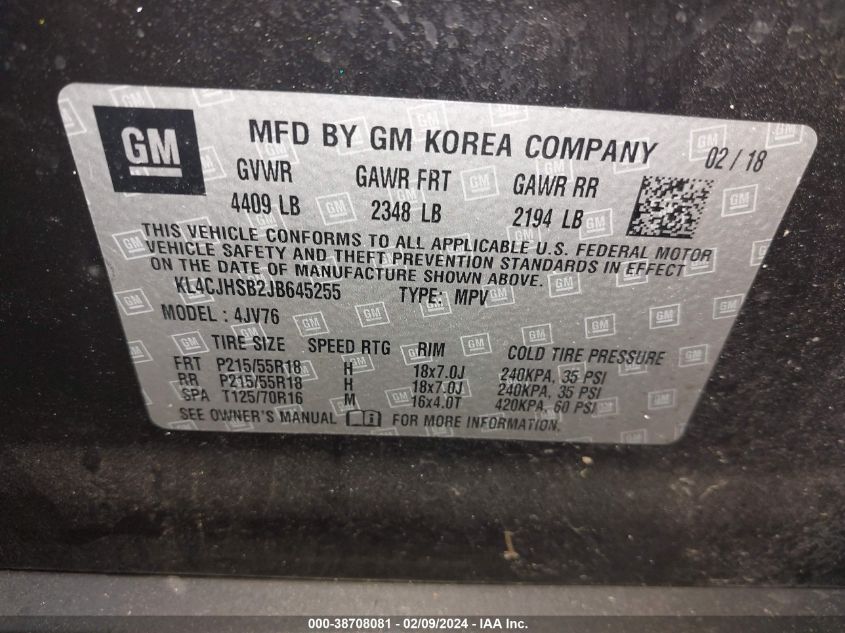 GM
MFD BY GM KOREA COMPANY 02 / 18
GVWR GAWR FRT GAWR RR
4409 LB 2348 LB 2194 LB
THIS VEHICLE CONFORMS TO ALL APPLICABLE U.S. FEDERAL MOTOR
VEHICLE SAFETY AND THEFT PREVENTION STANDARDS IN EFFECT
ON THE DATE OF MANUFACTURE SHOWN ABOVE.
KL4CJHSB2JB645255 TYPE: MPV
MODEL : 4JV76
TIRE SIZE SPEED RTG RIM COLD TIRE PRESSURE
FRT P215/55R18 H 18x7.0J 240KPA, 35 PSI
RR P215/55R18 H 18x7.0J 240KPA, 35 PSI
SPA T125/70R16 M 16x4.0T 420KPA, 60 PSI
SEE OWNER'S MANUAL FOR MORE INFORMATION.
000-38708081 - 02/09/2024 - IAA Inc.